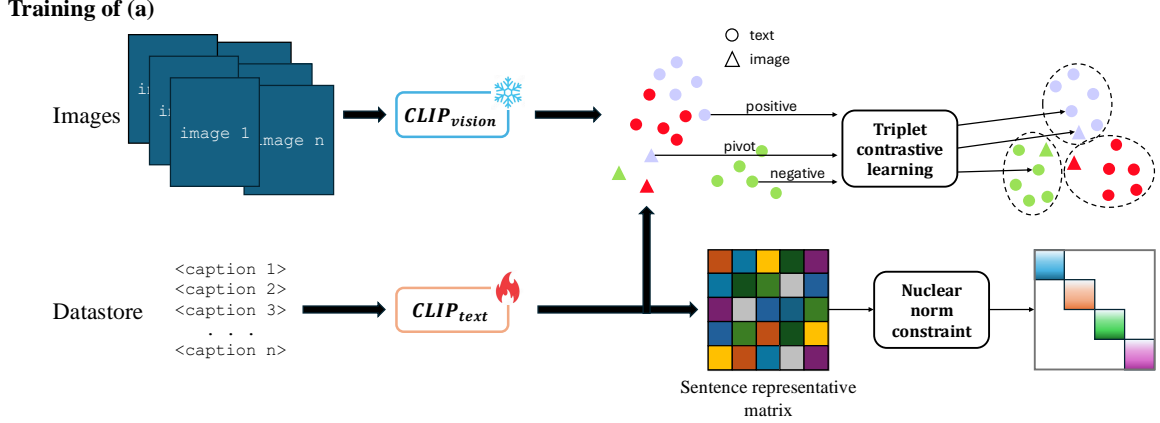 Training of (a)
Images
im
i
image 1
image n
CLIP_vision
text
image
positive
pivot
negative
Triplet
contrastive
learning
Datastore
<caption 1>
<caption 2>
<caption 3>
. . .
<caption n>
CLIP_text
Sentence representative
matrix
Nuclear
norm
constraint